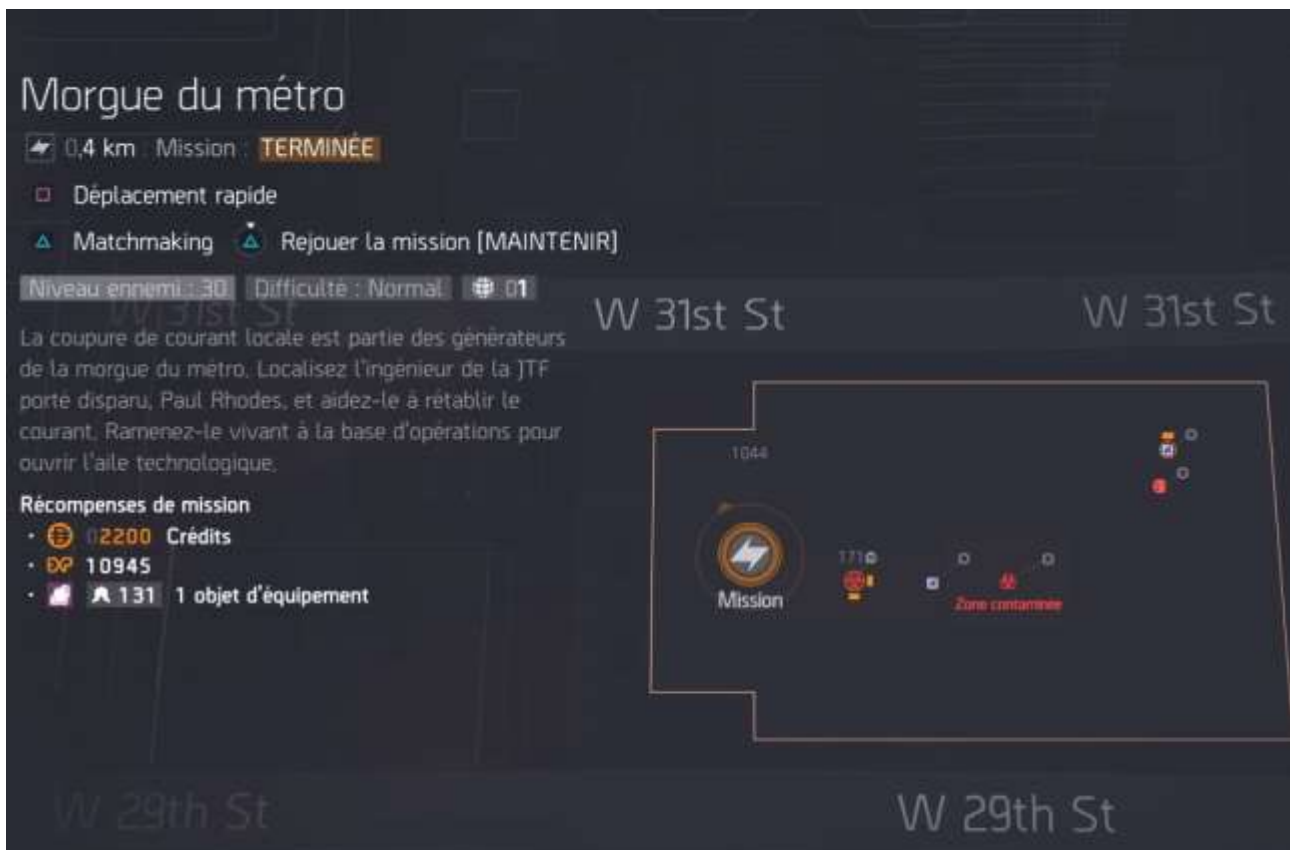 Morgue du métro
0,4 km Mission : TERMINÉE
Déplacement rapide
Matchmaking Rejouer la mission [MAINTENIR]
Niveau ennemi : 30 Difficulté : Normal 01
W 31st St
W 31st St
W 31st St
La coupure de courant locale est partie des générateurs
de la morgue du métro. Localisez l'ingénieur de la JTF
porté disparu, Paul Rhodes, et aidez-le à rétablir le
courant. Ramenez-le vivant à la base d'opérations pour
ouvrir l'aile technologique.
Récompenses de mission
02200 Crédits
EXP 10945
131 1 objet d'équipement
1044
171
Mission
Zone contaminée
W 29th St
W 29th St